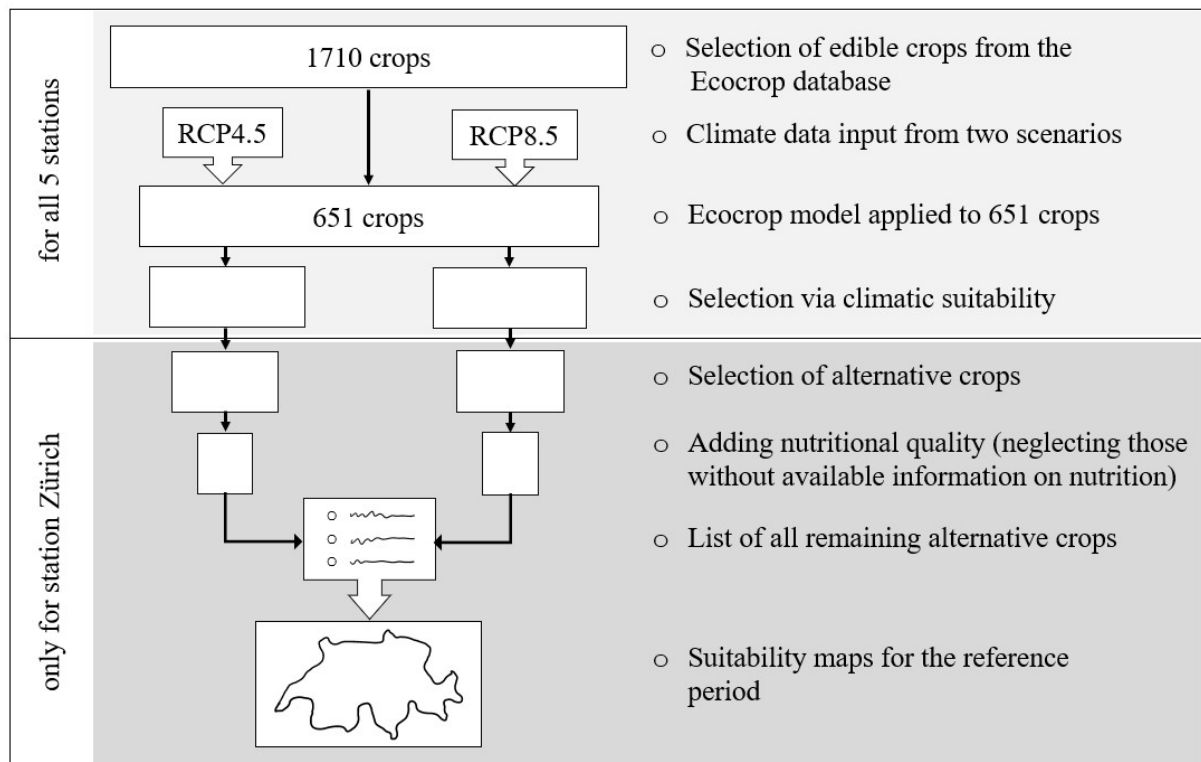 for all 5 stations
1710 crops
○ Selection of edible crops from the
Ecocrop database
RCP4.5
RCP8.5
○ Climate data input from two scenarios
651 crops
○ Ecocrop model applied to 651 crops
○ Selection via climatic suitability
only for station Zürich
○ Selection of alternative crops
○ Adding nutritional quality (neglecting those
without available information on nutrition)
○ List of all remaining alternative crops
○ Suitability maps for the reference
period